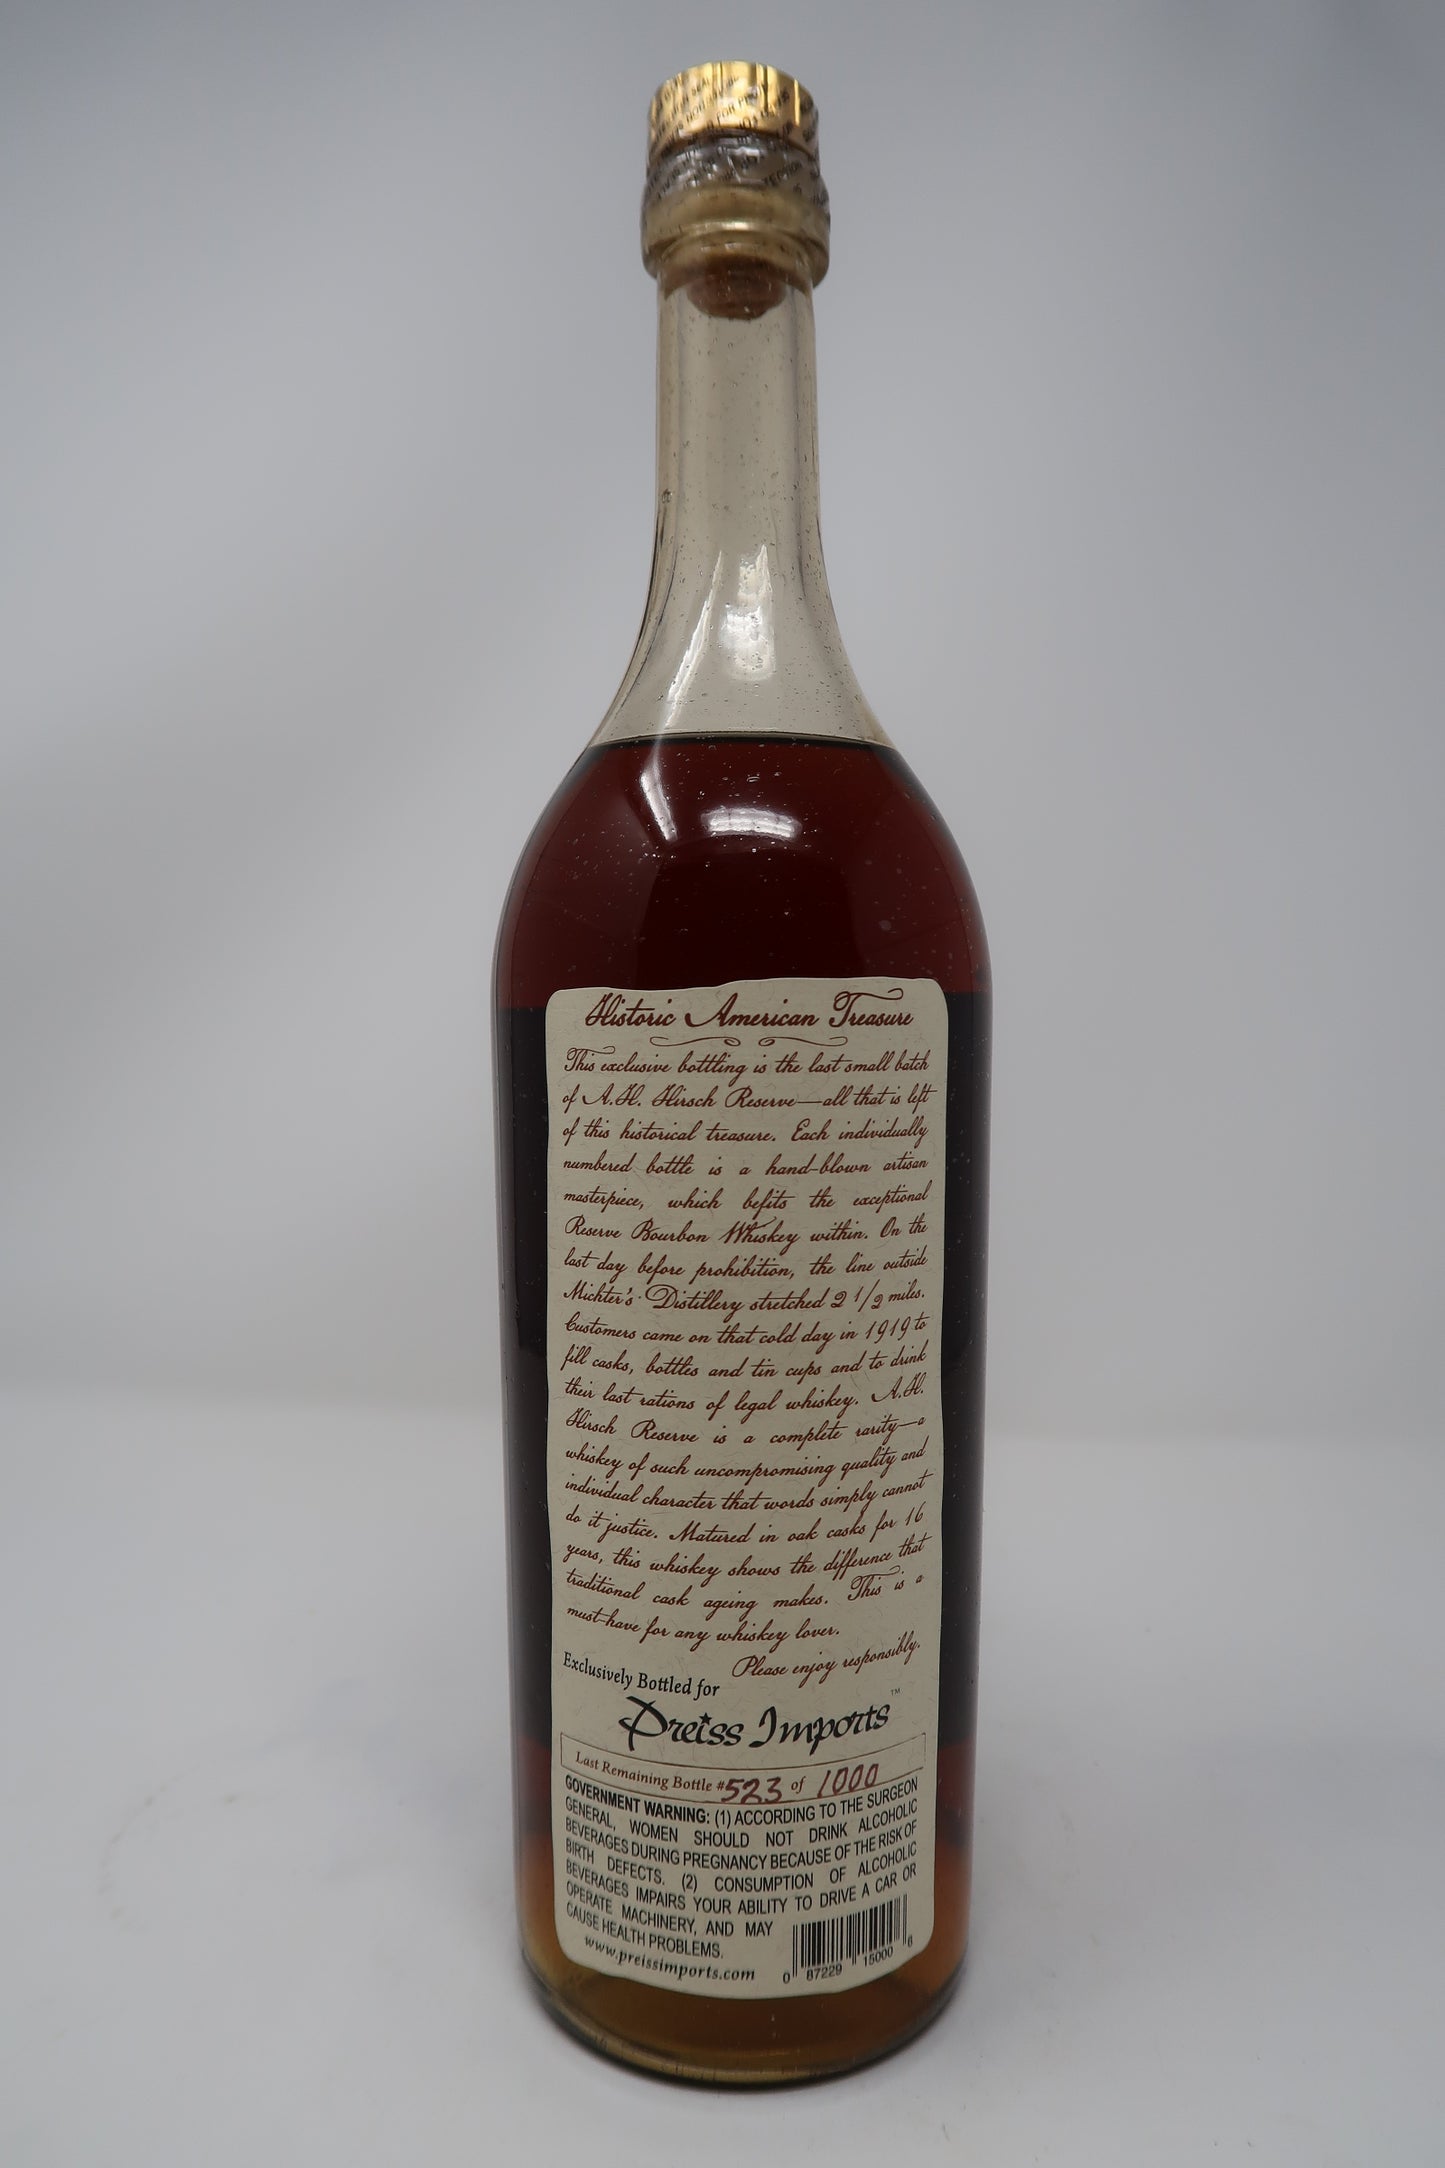 Historic American Treasure
This exclusive bottling is the last small batch
of A.H. Hirsch Reserve—all that is left
of this historical treasure. Each individually
numbered bottle is a hand-blown artisan
masterpiece, which befits the exceptional
Reserve Bourbon Whiskey within. On the
last day before prohibition, the line outside
Michter's Distillery stretched 2 1/2 miles.
Customers came on that cold day in 1919 to
fill casks, bottles and tin cups and to drink
their last rations of legal whiskey. A.H.
Hirsch Reserve is a complete rarity—a
whiskey of such uncompromising quality and
individual character that words simply cannot
do it justice. Matured in oak casks for 16
years, this whiskey shows the difference that
traditional cask ageing makes. This is a
must-have for any whiskey lover.
Please enjoy responsibly.
Exclusively Bottled for
Preiss Imports™
Last Remaining Bottle #523 of 1000
GOVERNMENT WARNING: (1) ACCORDING TO THE SURGEON
GENERAL, WOMEN SHOULD NOT DRINK ALCOHOLIC
BEVERAGES DURING PREGNANCY BECAUSE OF THE RISK OF
BIRTH DEFECTS. (2) CONSUMPTION OF ALCOHOLIC
BEVERAGES IMPAIRS YOUR ABILITY TO DRIVE A CAR OR
OPERATE MACHINERY, AND MAY
CAUSE HEALTH PROBLEMS.
www.preissimports.com
0 87229 15000 6